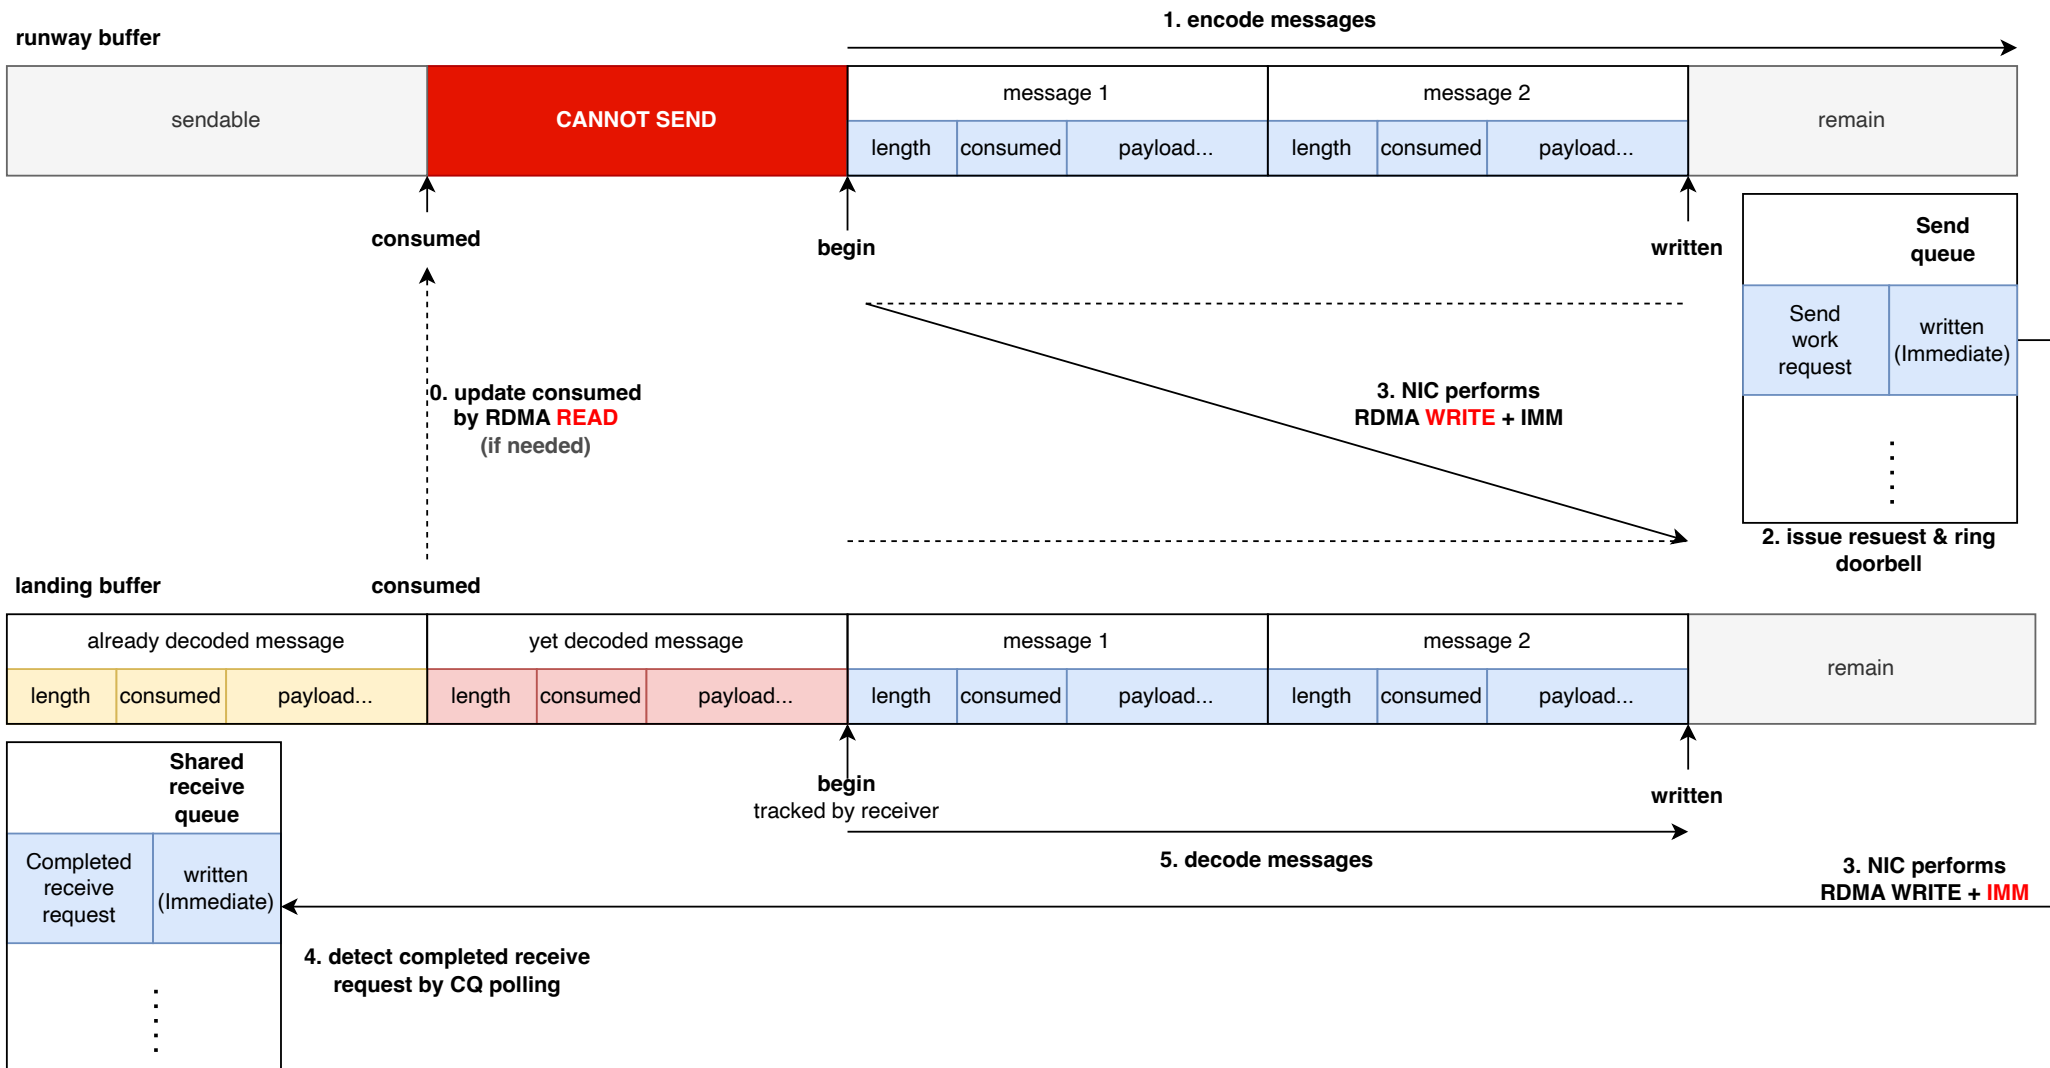 1. encode messages
runway buffer
sendable
CANNOT SEND
message 1
message 2
remain
length
consumed
payload...
length
consumed
payload...
consumed
begin
written
Send
queue
Send
work
request
written
(Immediate)
0. update consumed
by RDMA READ
(if needed)
3. NIC performs
RDMA WRITE + IMM
2. issue resuest & ring
doorbell
landing buffer
consumed
already decoded message
yet decoded message
message 1
message 2
remain
length
consumed
payload...
length
consumed
payload...
length
consumed
payload...
length
consumed
payload...
Shared
receive
queue
begin
tracked by receiver
written
Completed
receive
request
written
(Immediate)
5. decode messages
3. NIC performs
RDMA WRITE + IMM
4. detect completed receive
request by CQ polling